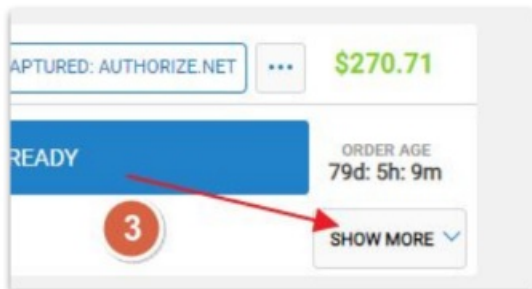 APTURED: AUTHORIZE.NET ... $270.71
READY
ORDER AGE
79d: 5h: 9m
3
SHOW MORE